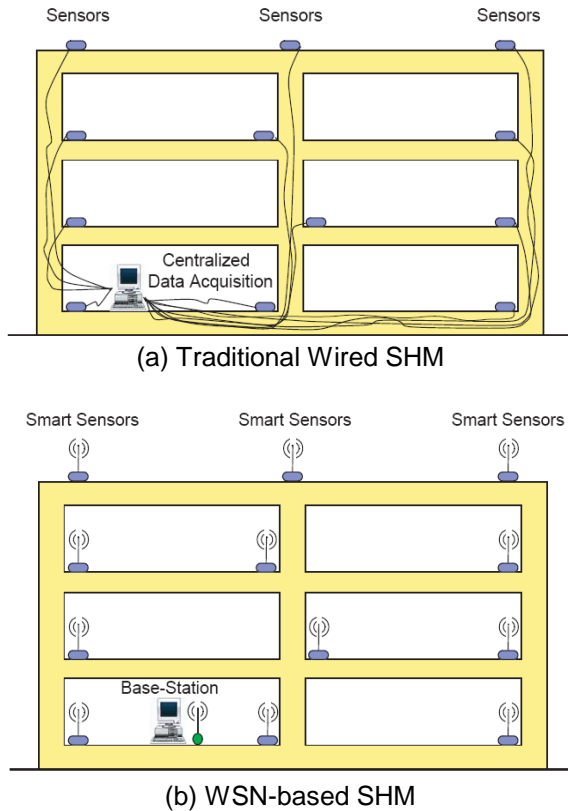 Sensors Sensors Sensors
Centralized
Data Acquisition
(a) Traditional Wired SHM
Smart Sensors Smart Sensors Smart Sensors
Base-Station
(b) WSN-based SHM